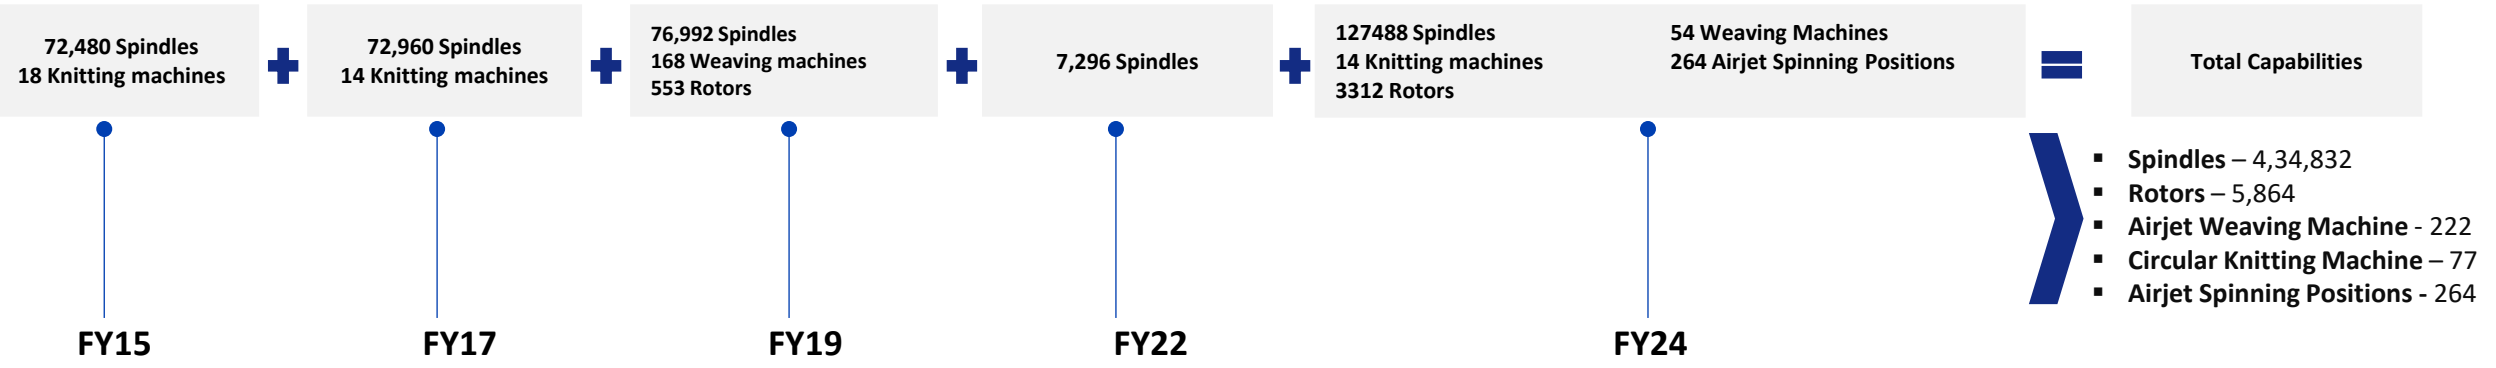 72,480 Spindles
18 Knitting machines
72,960 Spindles
14 Knitting machines
76,992 Spindles
168 Weaving machines
553 Rotors
7,296 Spindles
127488 Spindles
14 Knitting machines
3312 Rotors
54 Weaving Machines
264 Airjet Spinning Positions
Total Capabilities
▪ Spindles – 4,34,832
▪ Rotors – 5,864
▪ Airjet Weaving Machine - 222
▪ Circular Knitting Machine – 77
▪ Airjet Spinning Positions - 264
FY15
FY17
FY19
FY22
FY24